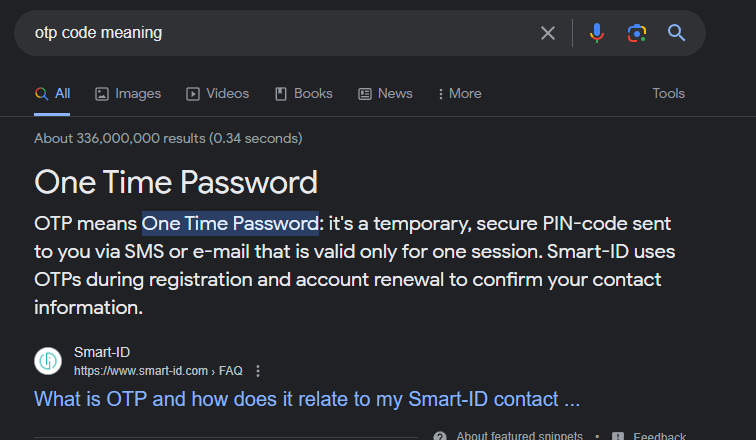 otp code meaning
All Images Videos Books News More Tools
About 336,000,000 results (0.34 seconds)
One Time Password
OTP means One Time Password: it's a temporary, secure PIN-code sent
to you via SMS or e-mail that is valid only for one session. Smart-ID uses
OTPs during registration and account renewal to confirm your contact
information.
Smart-ID
https://www.smart-id.com › FAQ
What is OTP and how does it relate to my Smart-ID contact ...
About featured snippets • Feedback